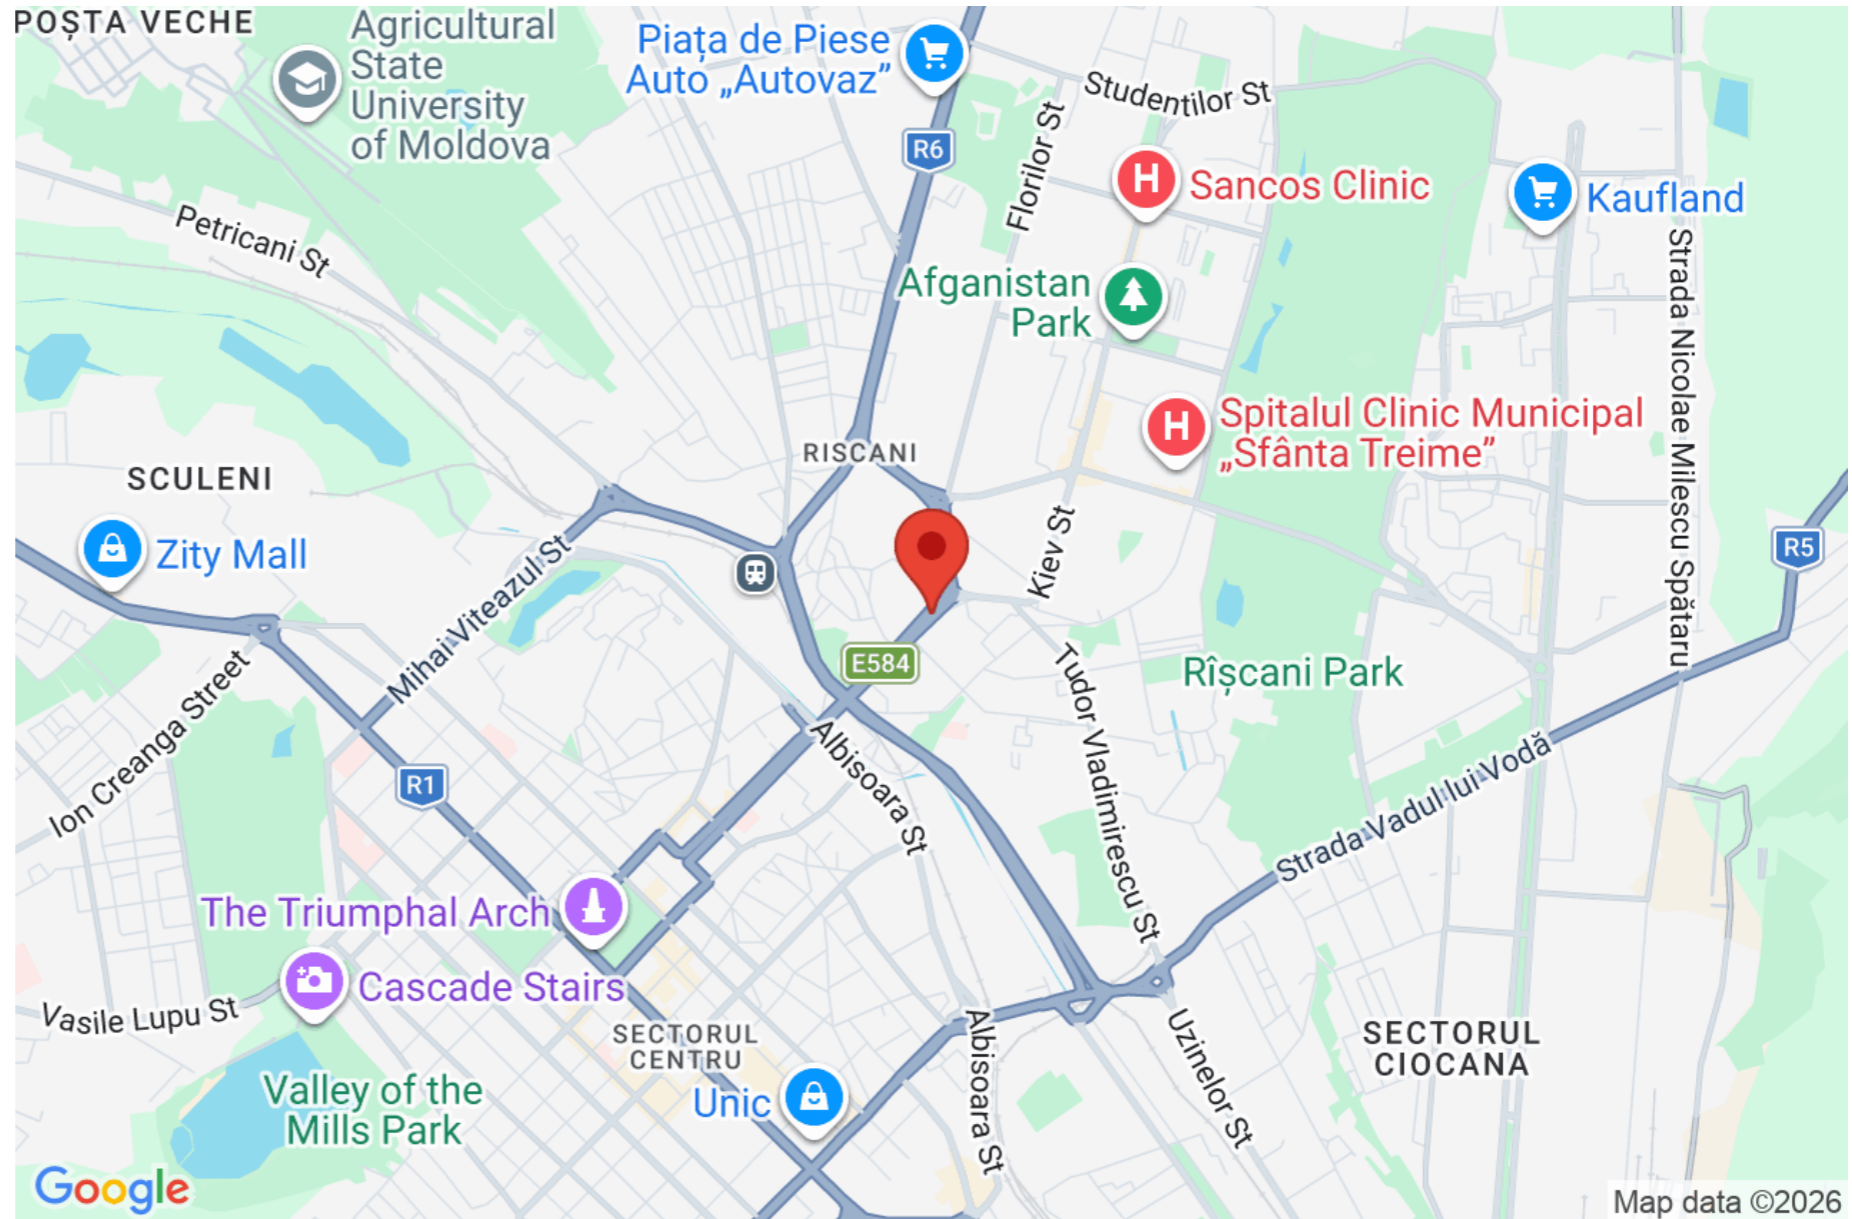 POȘTA VECHE
Agricultural
State
University
of Moldova
Piața de Piese
Auto „Autovaz”
R6
Studentilor St
Florilor St
Sancos Clinic
Kaufland
Petricani St
Afganistan
Park
Strada Nicolae Milescu Spătaru
Spitalul Clinic Municipal
„Sfânta Treime”
RISCANI
SCULENI
Zity Mall
Mihai Viteazul St
Kiev St
R5
E584
Rîșcani Park
Ion Creanga Street
Tudor Vladimirescu St
Albisoara St
R1
Strada Vadul lui Vodă
The Triumphal Arch
Cascade Stairs
Vasile Lupu St
SECTORUL
CENTRU
Albisoara St
Uzinelor St
SECTORUL
CIOCANA
Valley of the
Mills Park
Unic
Google
Map data ©2026
H
H